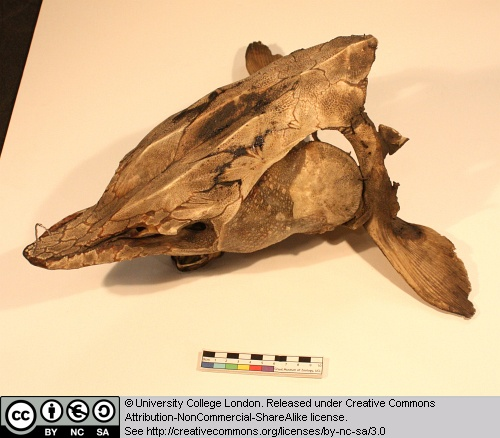 © University College London. Released under Creative Commons
Attribution-NonCommercial-ShareAlike license.
See http://creativecommons.org/licenses/by-nc-sa/3.0
cc
BY NC SA